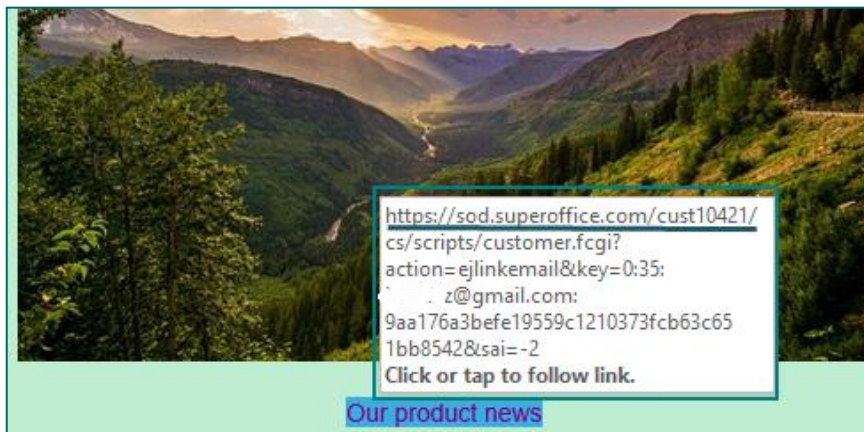 https://sod.superoffice.com/cust10421/
cs/scripts/customer.fcgi?
action=ejlinkemail&key=0:35:
z@gmail.com:
9aa176a3befe19559c1210373fcb63c65
1bb8542&sai=-2
Click or tap to follow link.
Our product news